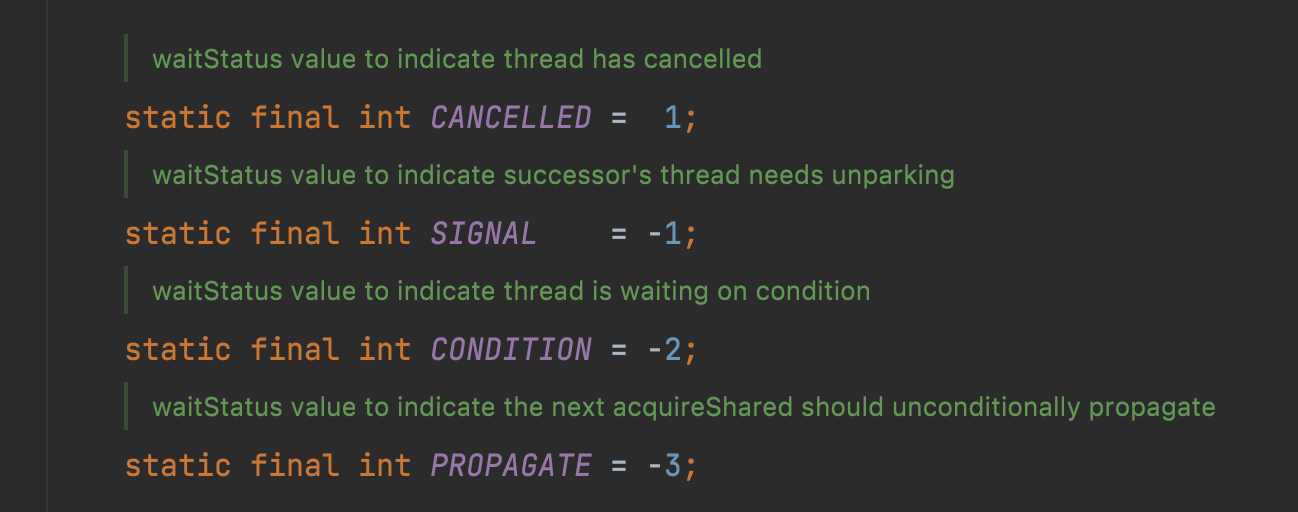 waitStatus value to indicate thread has cancelled
static final int CANCELLED =  1;
waitStatus value to indicate successor's thread needs unparking
static final int SIGNAL    = -1;
waitStatus value to indicate thread is waiting on condition
static final int CONDITION = -2;
waitStatus value to indicate the next acquireShared should unconditionally propagate
static final int PROPAGATE = -3;